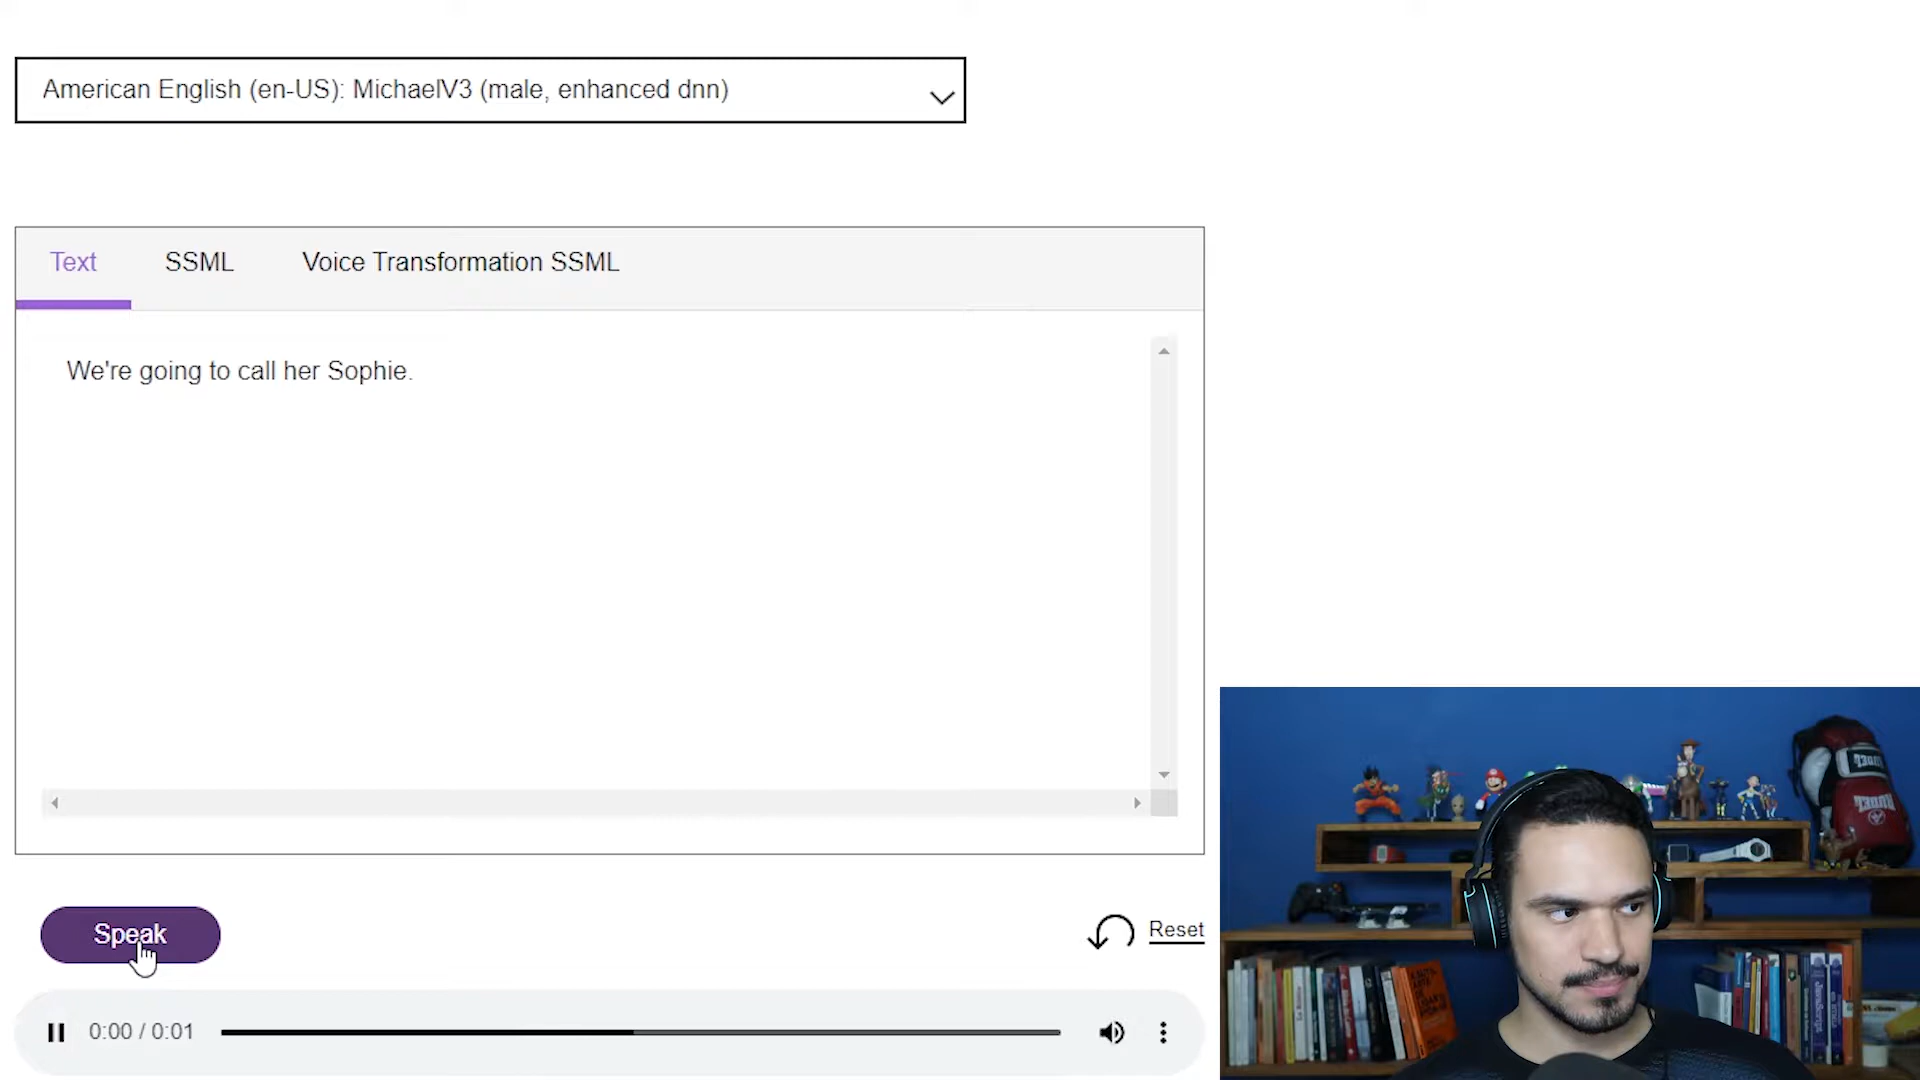 American English (en-US): MichaelV3 (male, enhanced dnn)
Text SSML Voice Transformation SSML
We're going to call her Sophie.
Speak
Reset
0:00 / 0:01